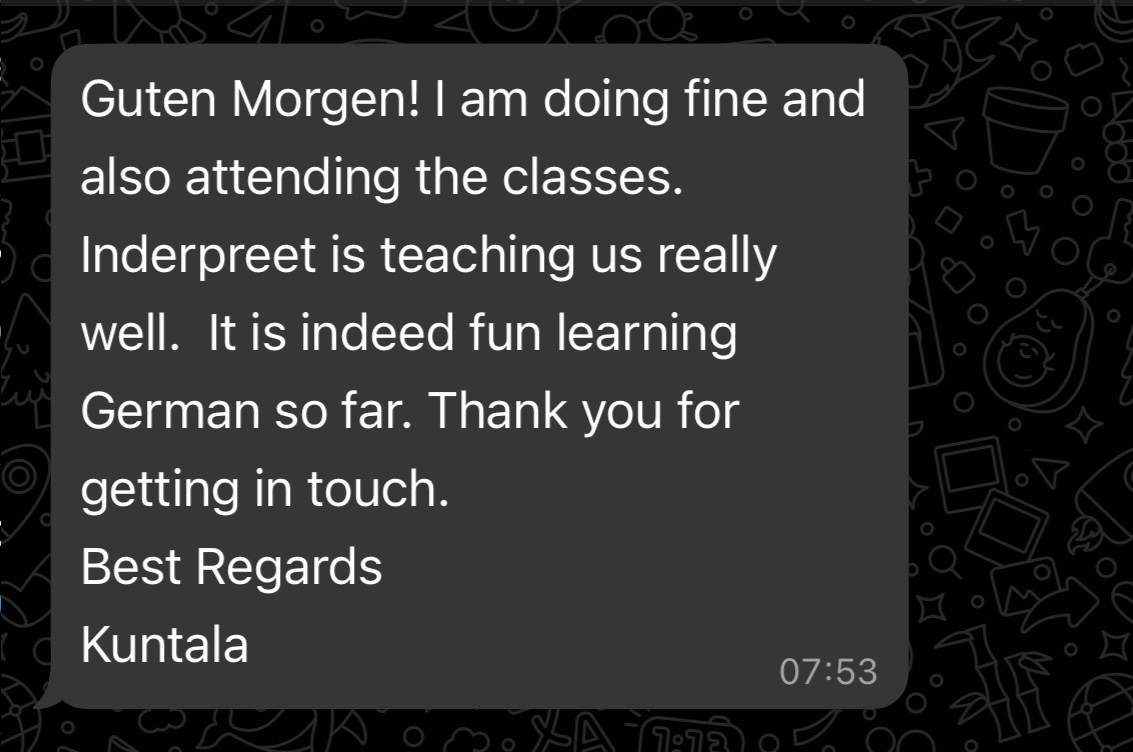 Guten Morgen! I am doing fine and
also attending the classes.
Inderpreet is teaching us really
well.  It is indeed fun learning
German so far. Thank you for
getting in touch.
Best Regards
Kuntala
07:53